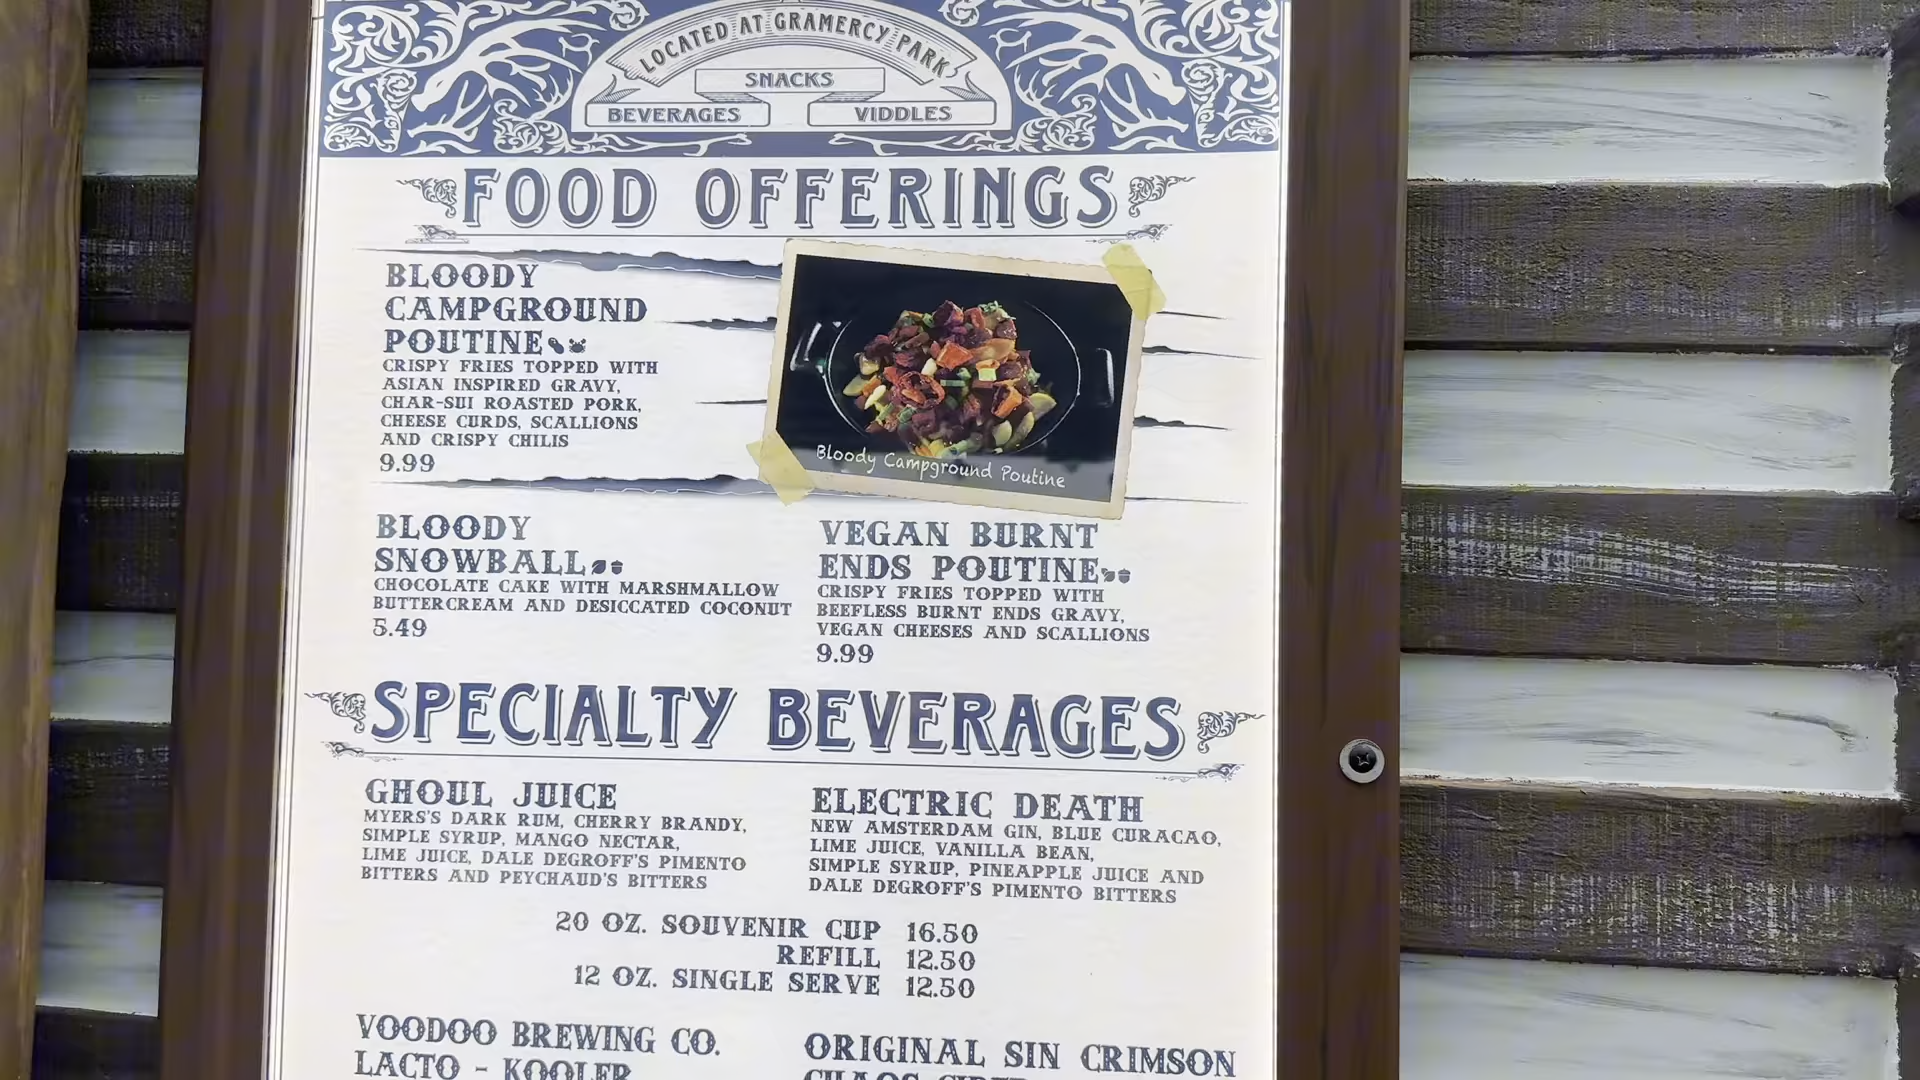 LOCATED AT GRAMERCY PARK
SNACKS
BEVERAGES
VIDDLES
FOOD OFFERINGS
BLOODY
CAMPGROUND
POUTINE
CRISPY FRIES TOPPED WITH
ASIAN INSPIRED GRAVY,
CHAR-SUI ROASTED PORK,
CHEESE CURDS, SCALLIONS
AND CRISPY CHILIS
9.99
Bloody Campground Poutine
BLOODY
SNOWBALL
CHOCOLATE CAKE WITH MARSHMALLOW
BUTTERCREAM AND DESICCATED COCONUT
5.49
VEGAN BURNT
ENDS POUTINE
CRISPY FRIES TOPPED WITH
BEEFLESS BURNT ENDS GRAVY,
VEGAN CHEESES AND SCALLIONS
9.99
SPECIALTY BEVERAGES
GHOUL JUICE
MYERS'S DARK RUM, CHERRY BRANDY,
SIMPLE SYRUP, MANGO NECTAR,
LIME JUICE, DALE DEGROFF'S PIMENTO
BITTERS AND PEYCHAUD'S BITTERS
ELECTRIC DEATH
NEW AMSTERDAM GIN, BLUE CURACAO,
LIME JUICE, VANILLA BEAN,
SIMPLE SYRUP, PINEAPPLE JUICE AND
DALE DEGROFF'S PIMENTO BITTERS
20 OZ. SOUVENIR CUP 16.50
REFILL 12.50
12 OZ. SINGLE SERVE 12.50
VOODOO BREWING CO.
LACTO - KOOLER
ORIGINAL SIN CRIMSON
CHAOS CIDER